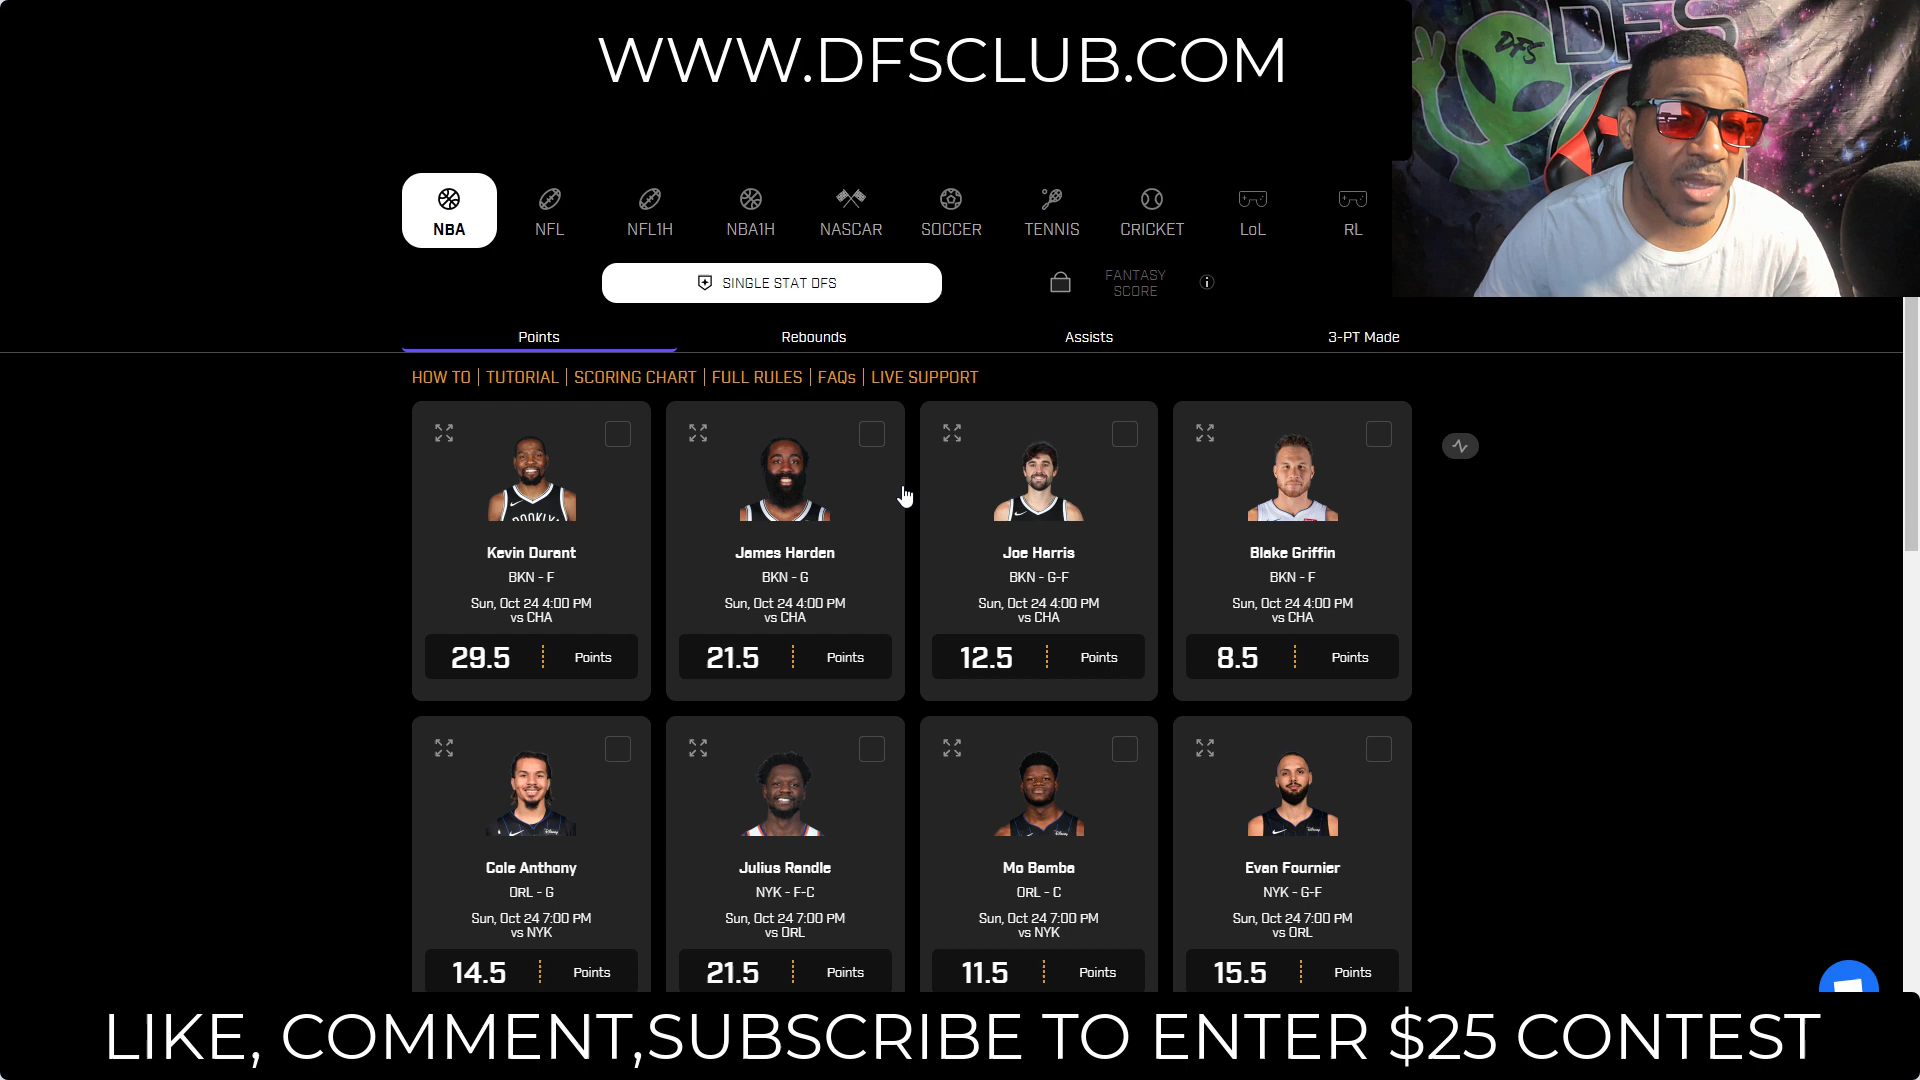 WWW.DFSCLUB.COM
DFS
DFS
NBA
NFL
NFL1H
NBA1H
NASCAR
SOCCER
TENNIS
CRICKET
LoL
RL
SINGLE STAT DFS
FANTASY
SCORE
Points
Rebounds
Assists
3-PT Made
HOW TO | TUTORIAL | SCORING CHART | FULL RULES | FAQs | LIVE SUPPORT
Kevin Durant
BKN - F
Sun, Oct 24 4:00 PM
vs CHA
29.5 Points
James Harden
BKN - G
Sun, Oct 24 4:00 PM
vs CHA
21.5 Points
Joe Harris
BKN - G-F
Sun, Oct 24 4:00 PM
vs CHA
12.5 Points
Blake Griffin
BKN - F
Sun, Oct 24 4:00 PM
vs CHA
8.5 Points
Cole Anthony
ORL - G
Sun, Oct 24 7:00 PM
vs NYK
14.5 Points
Julius Randle
NYK - F-C
Sun, Oct 24 7:00 PM
vs ORL
21.5 Points
Mo Bamba
ORL - C
Sun, Oct 24 7:00 PM
vs NYK
11.5 Points
Evan Fournier
NYK - G-F
Sun, Oct 24 7:00 PM
vs ORL
15.5 Points
LIKE, COMMENT,SUBSCRIBE TO ENTER $25 CONTEST